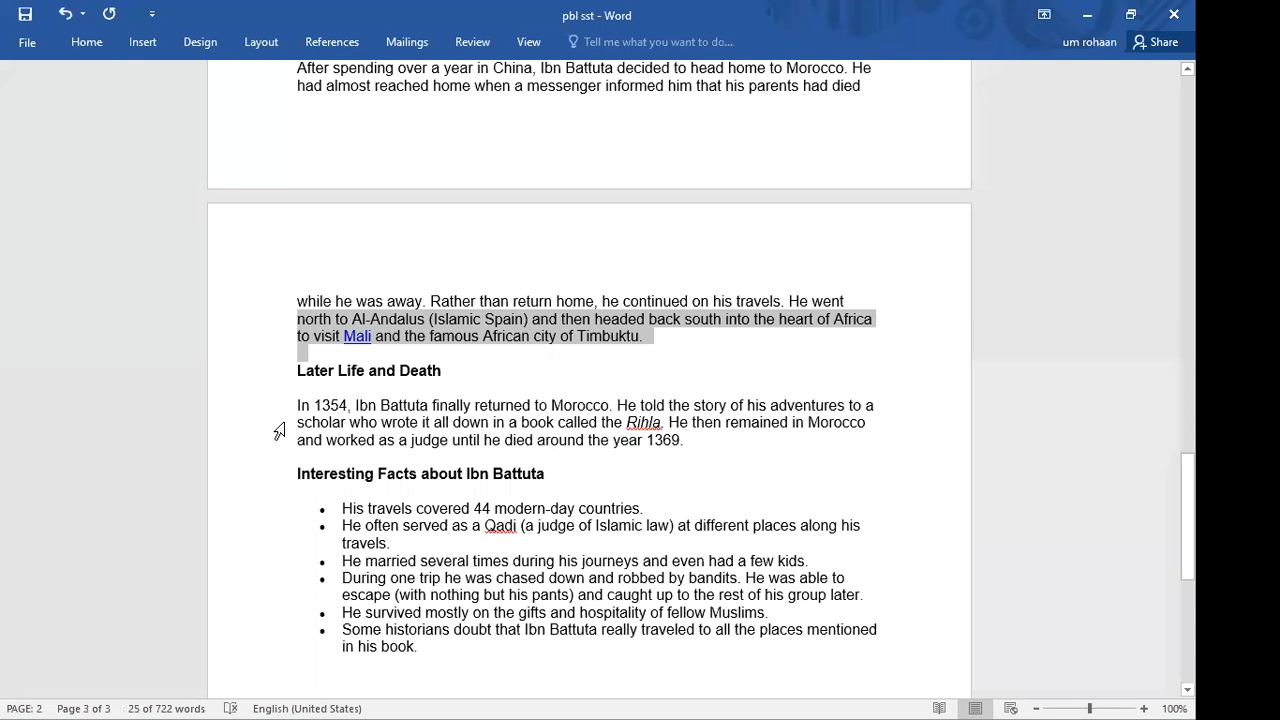 pbl sst - Word
File Home Insert Design Layout References Mailings Review View Tell me what you want to do... um rohaan Share
After spending over a year in China, Ibn Battuta decided to head home to Morocco. He
had almost reached home when a messenger informed him that his parents had died
while he was away. Rather than return home, he continued on his travels. He went
north to Al-Andalus (Islamic Spain) and then headed back south into the heart of Africa
to visit Mali and the famous African city of Timbuktu.
Later Life and Death
In 1354, Ibn Battuta finally returned to Morocco. He told the story of his adventures to a
scholar who wrote it all down in a book called the Rihla. He then remained in Morocco
and worked as a judge until he died around the year 1369.
Interesting Facts about Ibn Battuta
• His travels covered 44 modern-day countries.
• He often served as a Qadi (a judge of Islamic law) at different places along his
travels.
• He married several times during his journeys and even had a few kids.
• During one trip he was chased down and robbed by bandits. He was able to
escape (with nothing but his pants) and caught up to the rest of his group later.
• He survived mostly on the gifts and hospitality of fellow Muslims.
• Some historians doubt that Ibn Battuta really traveled to all the places mentioned
in his book.
PAGE: 2 Page 3 of 3 25 of 722 words English (United States) 100%